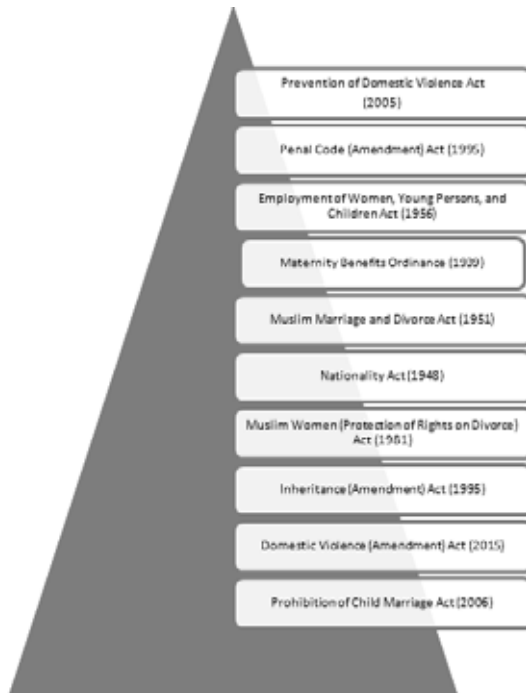 Prevention of Domestic Violence Act
(2005)
Penal Code (Amendment) Act (1995)
Employment of Women, Young Persons, and
Children Act (1956)
Maternity Benefits Ordinance (1939)
Muslim Marriage and Divorce Act (1951)
Nationality Act (1948)
Muslim Women (Protection of Rights on Divorce)
Act (1981)
Inheritance (Amendment) Act (1995)
Domestic Violence (Amendment) Act (2015)
Prohibition of Child Marriage Act (2006)